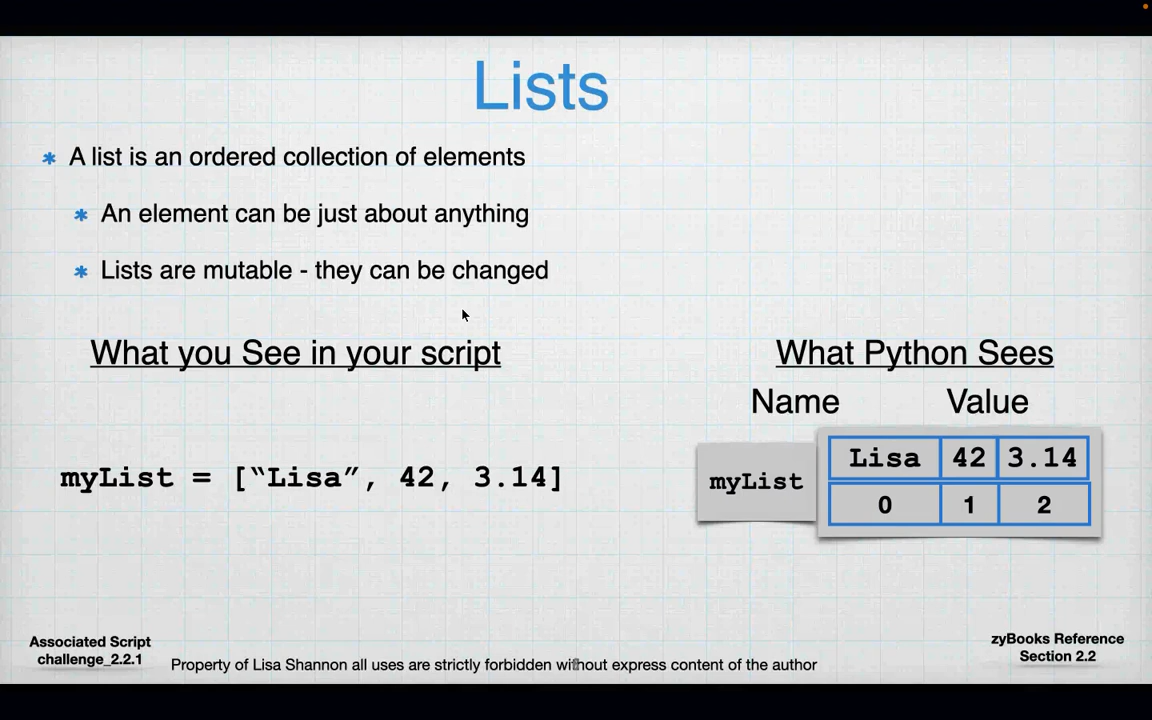 Lists
* A list is an ordered collection of elements
* An element can be just about anything
* Lists are mutable - they can be changed
What you See in your script
myList = [“Lisa”, 42, 3.14]
What Python Sees
Name Value
myList
Lisa 42 3.14
0 1 2
Associated Script
challenge_2.2.1
Property of Lisa Shannon all uses are strictly forbidden without express content of the author
zyBooks Reference
Section 2.2